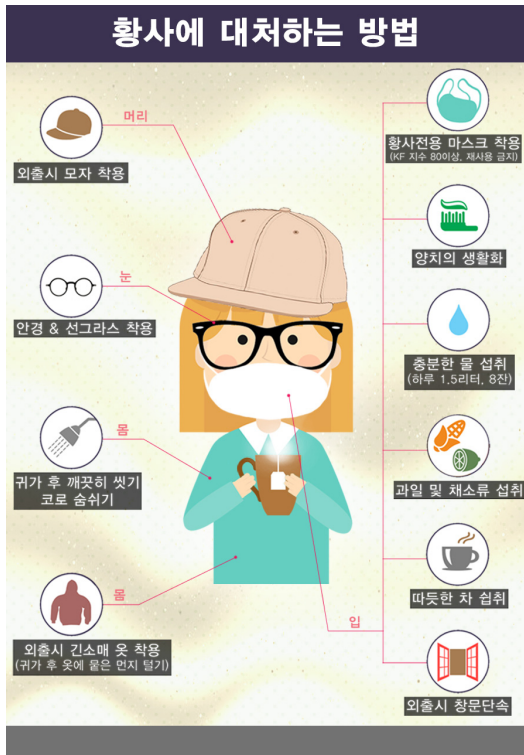 황사에 대처하는 방법
머리
외출시 모자 착용
눈
안경 & 선그라스 착용
몸
귀가 후 깨끗히 씻기
코로 숨쉬기
몸
외출시 긴소매 옷 착용
(귀가 후 옷에 뭍은 먼지 털기)
황사전용 마스크 착용
(KF 지수 80이상, 재사용 금지)
양치의 생활화
충분한 물 섭취
(하루 1.5리터, 8잔)
과일 및 채소류 섭취
따듯한 차 쉽취
입
외출시 창문단속